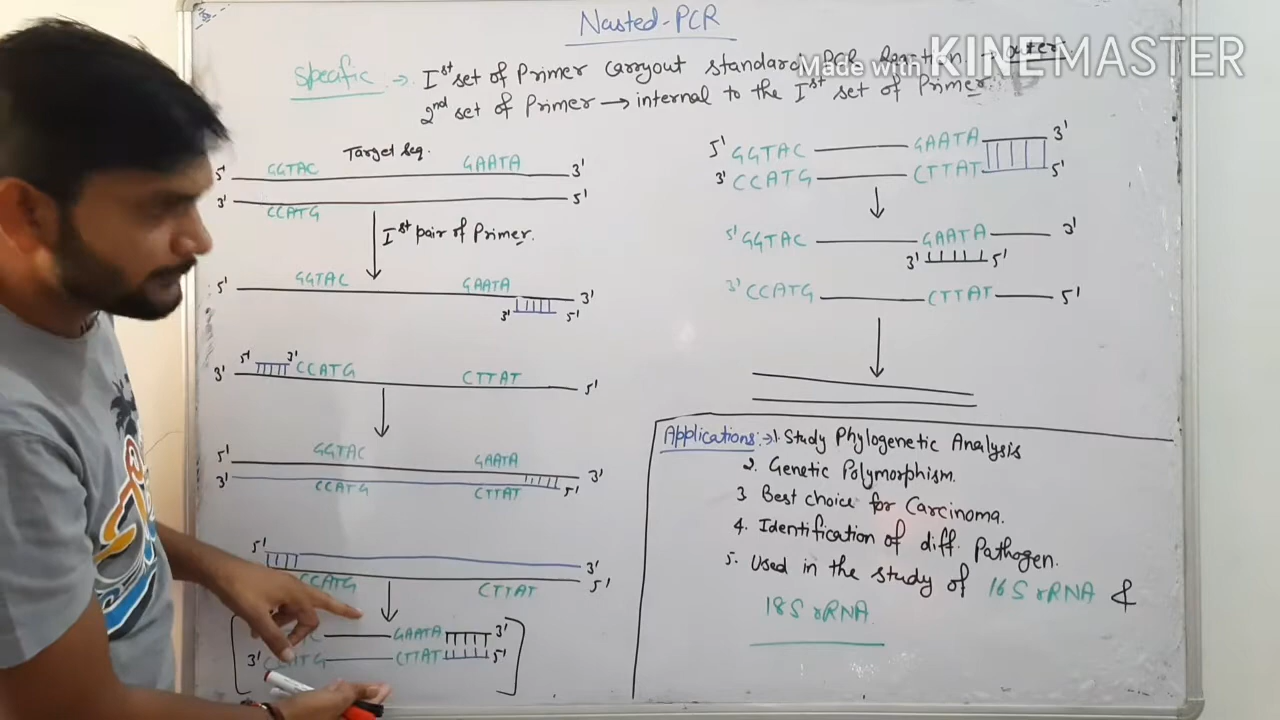 Nasted-PCR
Made with KINEMASTER
Specific :→ Ist set of Primer carryout standard PCR Reaction → outer.
2nd set of Primer → internal to the Ist set of Primer.
Target Seq.
5' GGTAC GAATA 3'
3' 5'
CCATG
Ist pair of Primer.
5' GGTAC GAATA 3'
3' 5'
5' 3'
3' CCATG CTTAT 5'
5' GGTAC GAATA 3'
3' CCATG CTTAT 5'
5' 3'
CCATG CTTAT 5'
GAATA 3'
3' CTTAT 5'
5' GGTAC GAATA 3'
3' CCATG CTTAT 5'
5' GGTAC GAATA 3'
3' 5'
3' CCATG CTTAT 5'
Applications :→ 1. Study Phylogenetic Analysis
2. Genetic Polymorphism.
3 Best choice for Carcinoma.
4. Identification of diff. Pathogen.
5. Used in the study of 16S rRNA &
18S rRNA